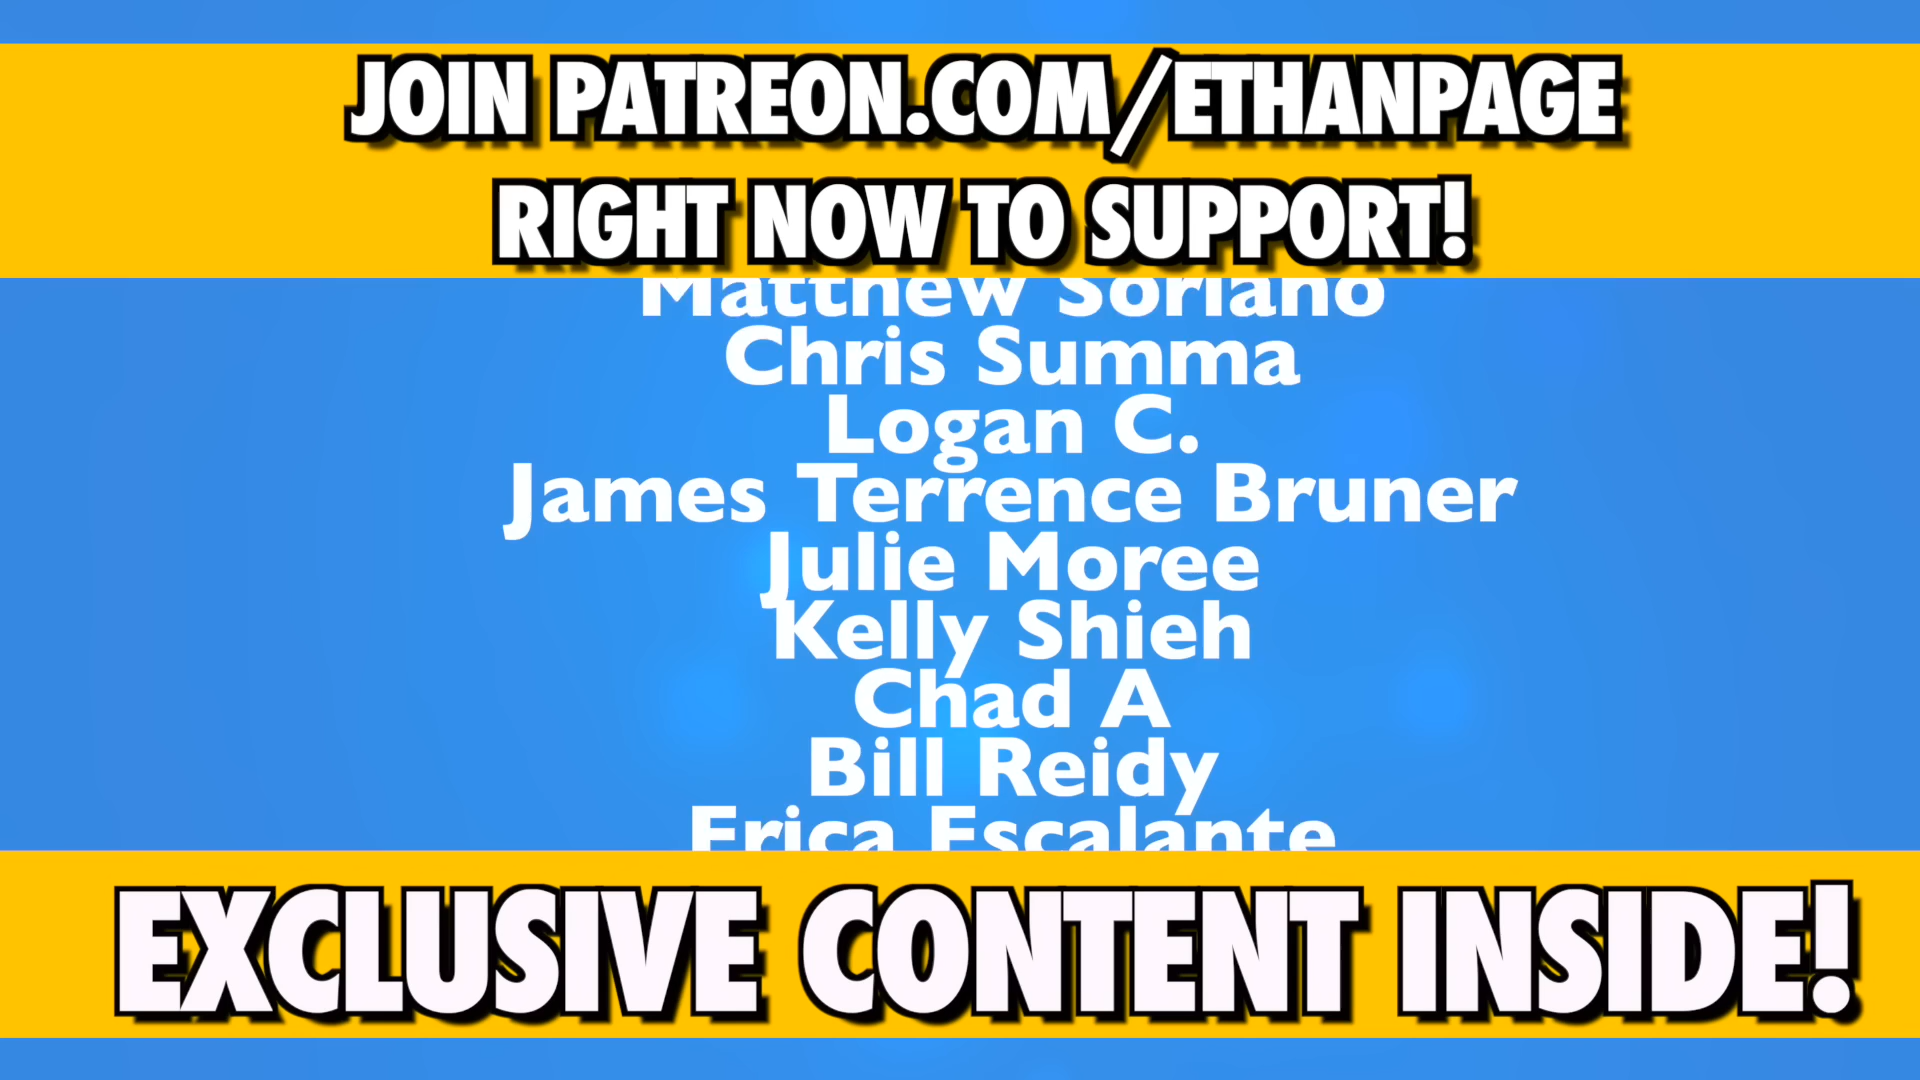 JOIN PATREON.COM/ETHANPAGE
RIGHT NOW TO SUPPORT!
Matthew Soriano
Chris Summa
Logan C.
James Terrence Bruner
Julie Moree
Kelly Shieh
Chad A
Bill Reidy
Erica Escalante
EXCLUSIVE CONTENT INSIDE!